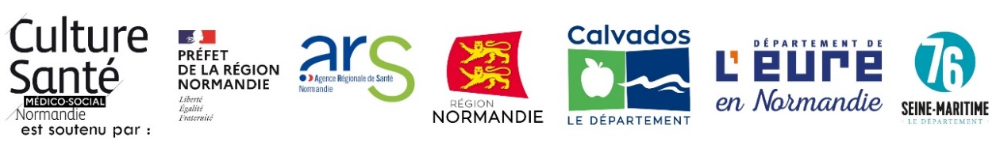 Culture
Santé
MÉDICO-SOCIAL
Normandie
est soutenu par :
PRÉFET
DE LA RÉGION
NORMANDIE
Liberté
Égalité
Fraternité
ars
Agence Régionale de Santé
Normandie
RÉGION
NORMANDIE
Calvados
LE DÉPARTEMENT
DÉPARTEMENT DE
L'eure
en Normandie
76
SEINE-MARITIME
· LE DÉPARTEMENT ·